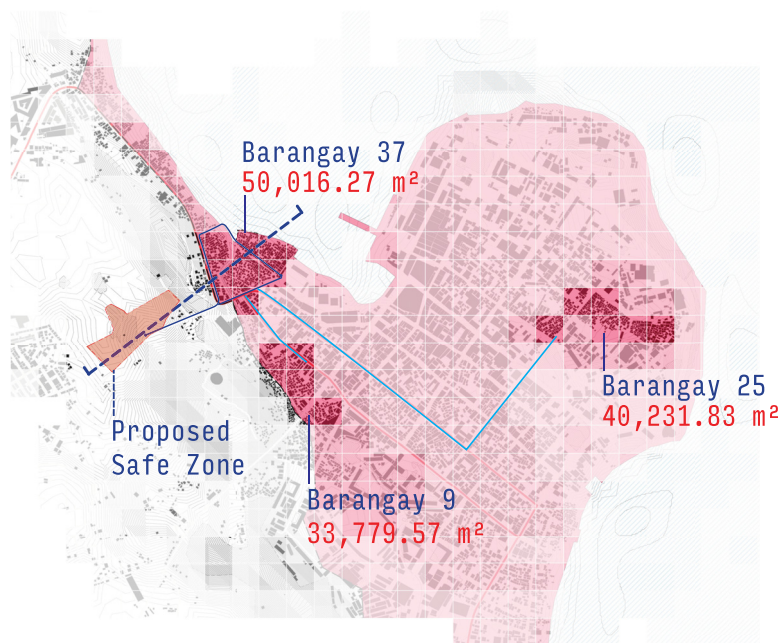 Barangay 37
50,016.27 m²
Barangay 25
40,231.83 m²
Proposed
Safe Zone
Barangay 9
33,779.57 m²